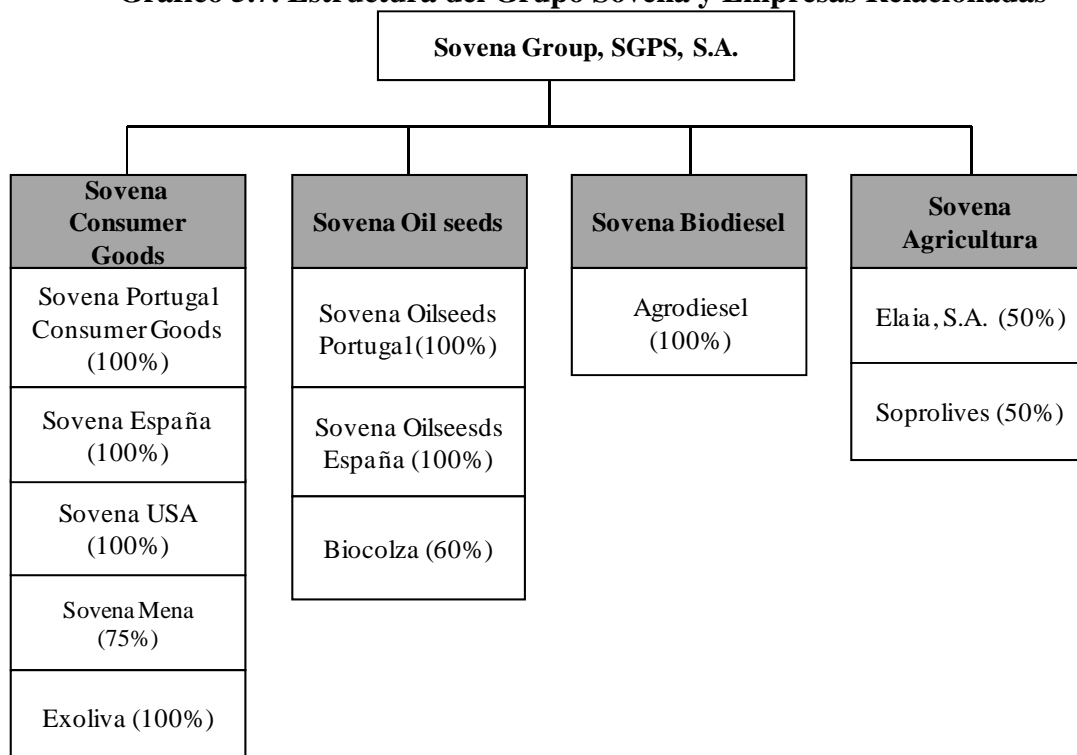 Gráfico 3.7. Estructura del Grupo Sovena y Empresas Relacionadas
Sovena Group, SGPS, S.A.
Sovena
Consumer
Goods
Sovena Portugal
Consumer Goods
(100%)
Sovena España
(100%)
Sovena USA
(100%)
Sovena Mena
(75%)
Exoliva (100%)
Sovena Oil seeds
Sovena Oilseeds
Portugal (100%)
Sovena Oilseesds
España (100%)
Biocolza (60%)
Sovena Biodiesel
Agrodiesel
(100%)
Sovena
Agricultura
Elaia, S.A. (50%)
Soprolives (50%)